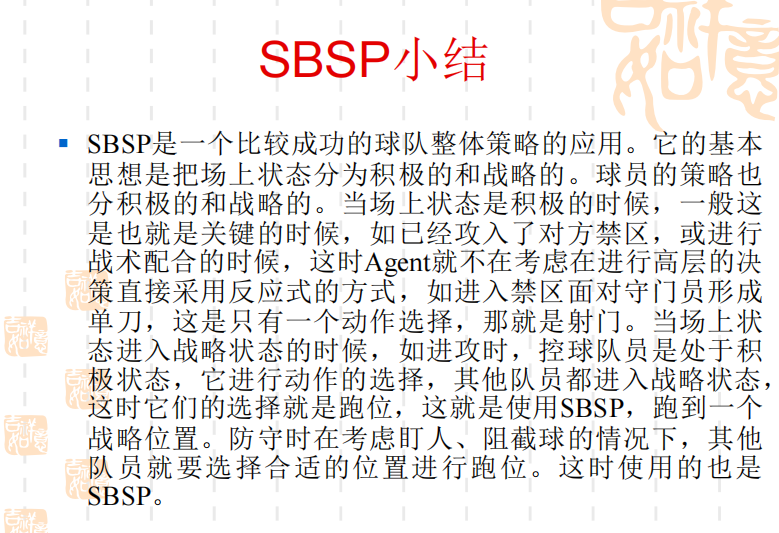 SBSP小结
SBSP是一个比较成功的球队整体策略的应用。它的基本
思想是把场上状态分为积极的和战略的。球员的策略也
分积极的和战略的。当场上状态是积极的时候，一般这
是也就是关键的时候，如已经攻入了对方禁区，或进行
战术配合的时候，这时Agent就不在考虑在进行高层的决
策直接采用反应式的方式，如进入禁区面对守门员形成
单刀，这是只有一个动作选择，那就是射门。当场上状
态进入战略状态的时候，如进攻时，控球队员是处于积
极状态，它进行动作的选择，其他队员都进入战略状态，
这时它们的选择就是跑位，这就是使用SBSP，跑到一个
战略位置。防守时在考虑盯人、阻截球的情况下，其他
队员就要选择合适的位置进行跑位。这时使用的也是
SBSP。